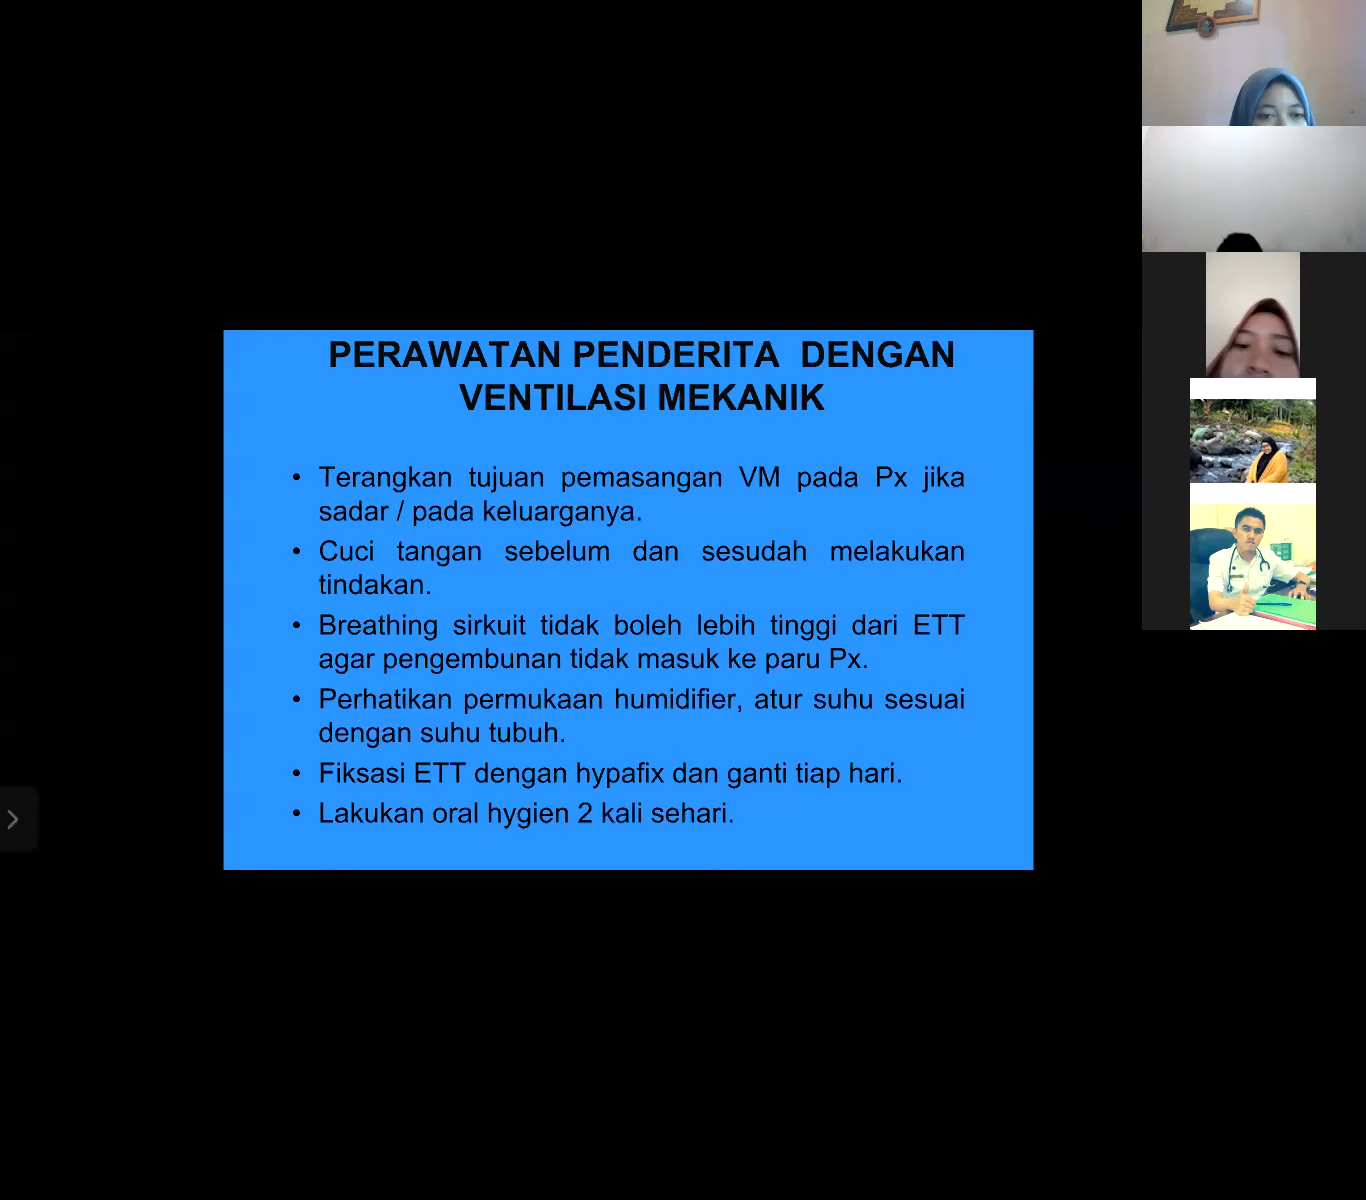 PERAWATAN PENDERITA DENGAN
VENTILASI MEKANIK
• Terangkan tujuan pemasangan VM pada Px jika
sadar / pada keluarganya.
• Cuci tangan sebelum dan sesudah melakukan
tindakan.
• Breathing sirkuit tidak boleh lebih tinggi dari ETT
agar pengembunan tidak masuk ke paru Px.
• Perhatikan permukaan humidifier, atur suhu sesuai
dengan suhu tubuh.
• Fiksasi ETT dengan hypafix dan ganti tiap hari.
• Lakukan oral hygien 2 kali sehari.